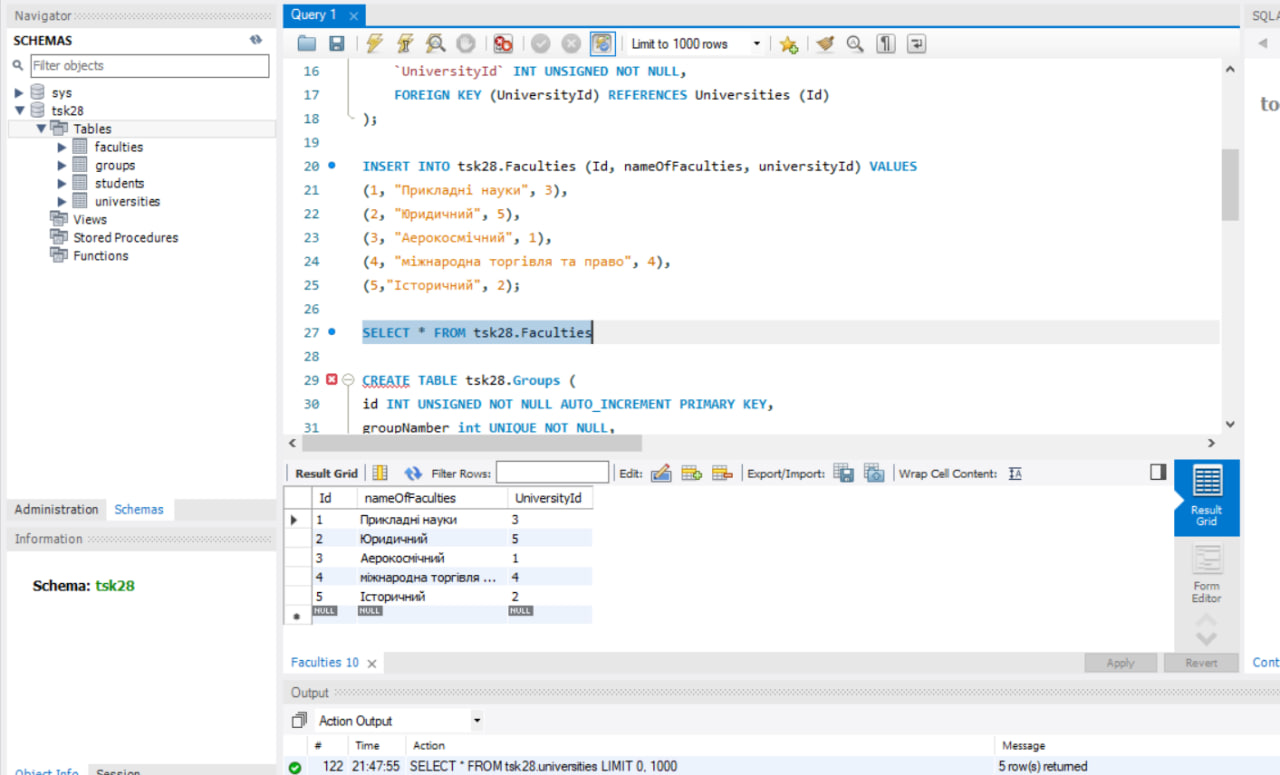 Navigator
SCHEMAS
Filter objects
sys
tsk28
Tables
faculties
groups
students
universities
Views
Stored Procedures
Functions
Administration Schemas
Information
Schema: tsk28
Object Info Session
Query 1
Limit to 1000 rows
16 `UniversityId` INT UNSIGNED NOT NULL,
17 FOREIGN KEY (UniversityId) REFERENCES Universities (Id)
18 );
19
20 INSERT INTO tsk28.Faculties (Id, nameOfFaculties, universityId) VALUES
21 (1, "Прикладні науки", 3),
22 (2, "Юридичний", 5),
23 (3, "Аерокосмічний", 1),
24 (4, "міжнародна торгівля та право", 4),
25 (5,"Історичний", 2);
26
27 SELECT * FROM tsk28.Faculties
28
29 CREATE TABLE tsk28.Groups (
30 id INT UNSIGNED NOT NULL AUTO_INCREMENT PRIMARY KEY,
31 groupNamber int UNIQUE NOT NULL,
Result Grid Filter Rows: Edit: Export/Import: Wrap Cell Content:
Id nameOfFaculties UniversityId
1 Прикладні науки 3
2 Юридичний 5
3 Аерокосмічний 1
4 міжнародна торгівля ... 4
5 Історичний 2
NULL NULL NULL
Result
Grid
Form
Editor
Faculties 10
Apply Revert
Output
Action Output
# Time Action Message
122 21:47:55 SELECT * FROM tsk28.universities LIMIT 0, 1000 5 row(s) returned
SQLA
to
Cont